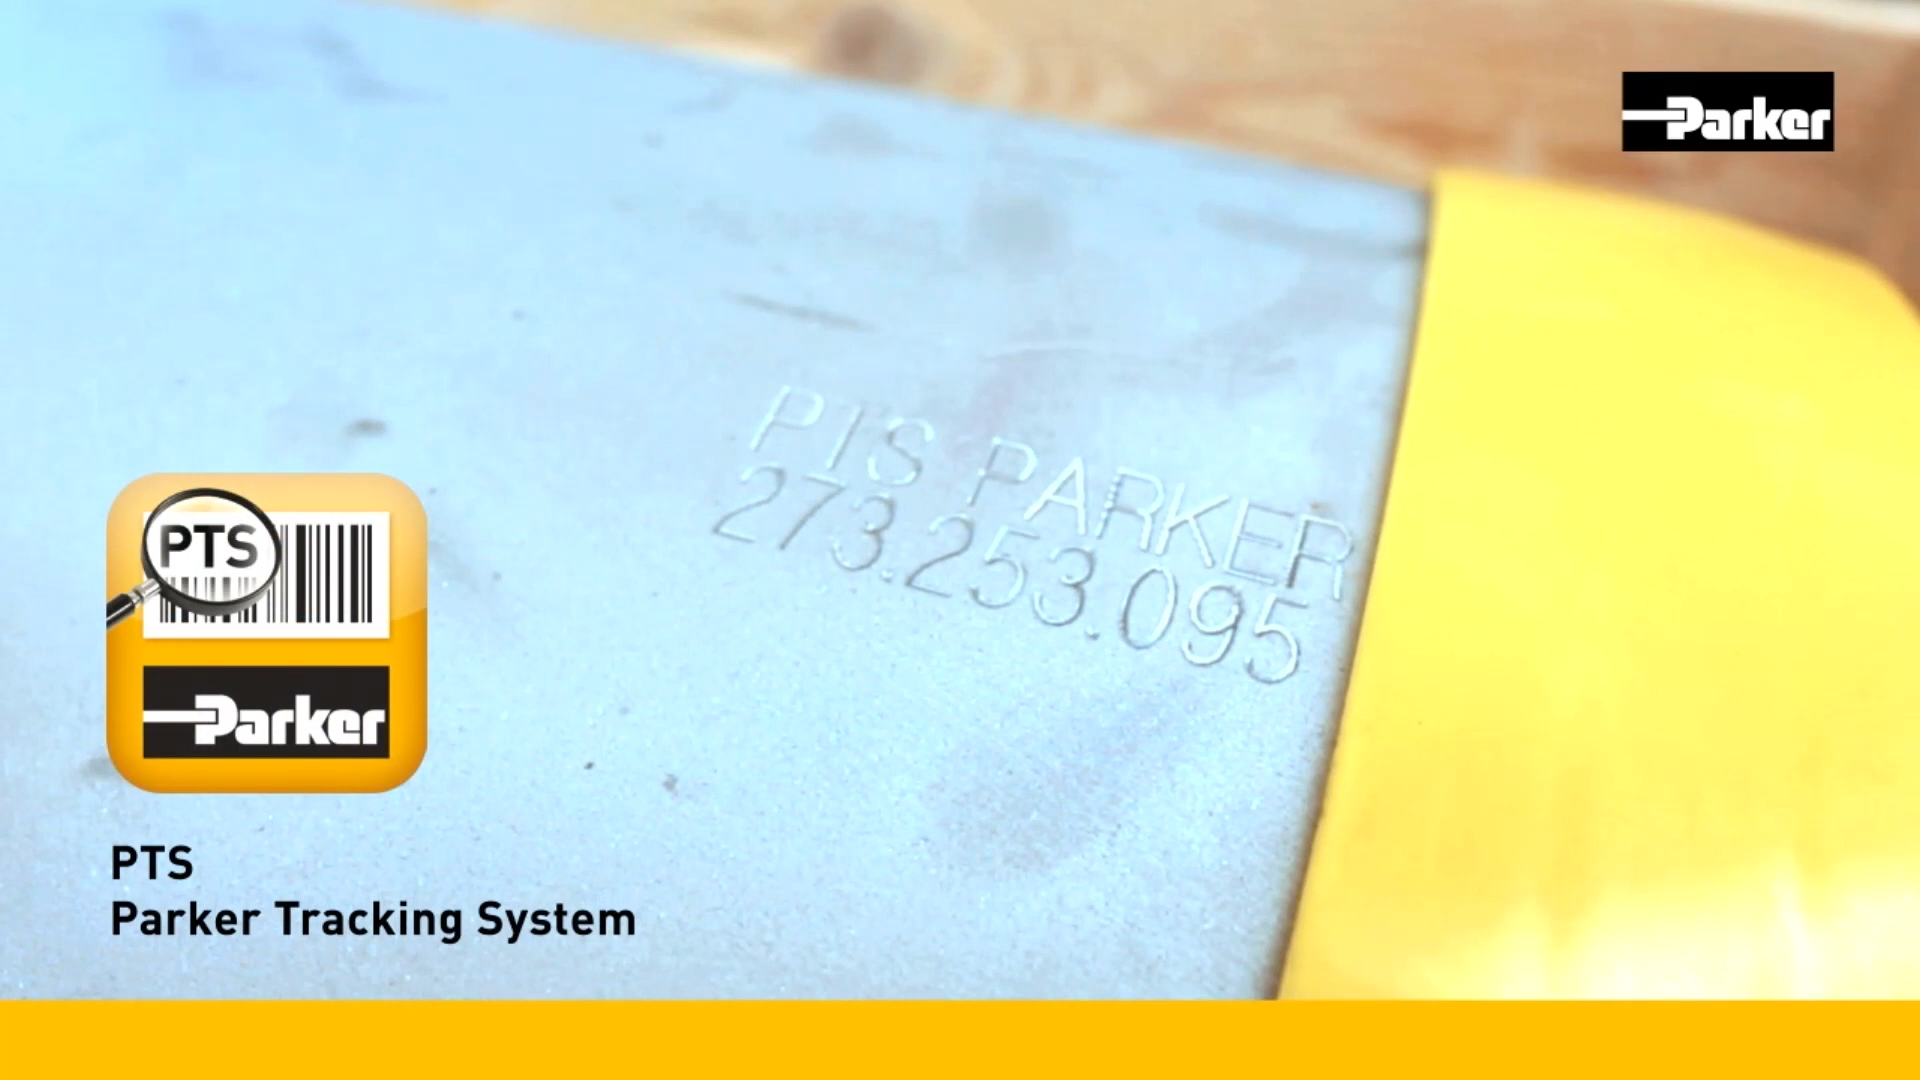 Parker
PTS PARKER
273.253.095
PTS
Parker
PTS
Parker Tracking System